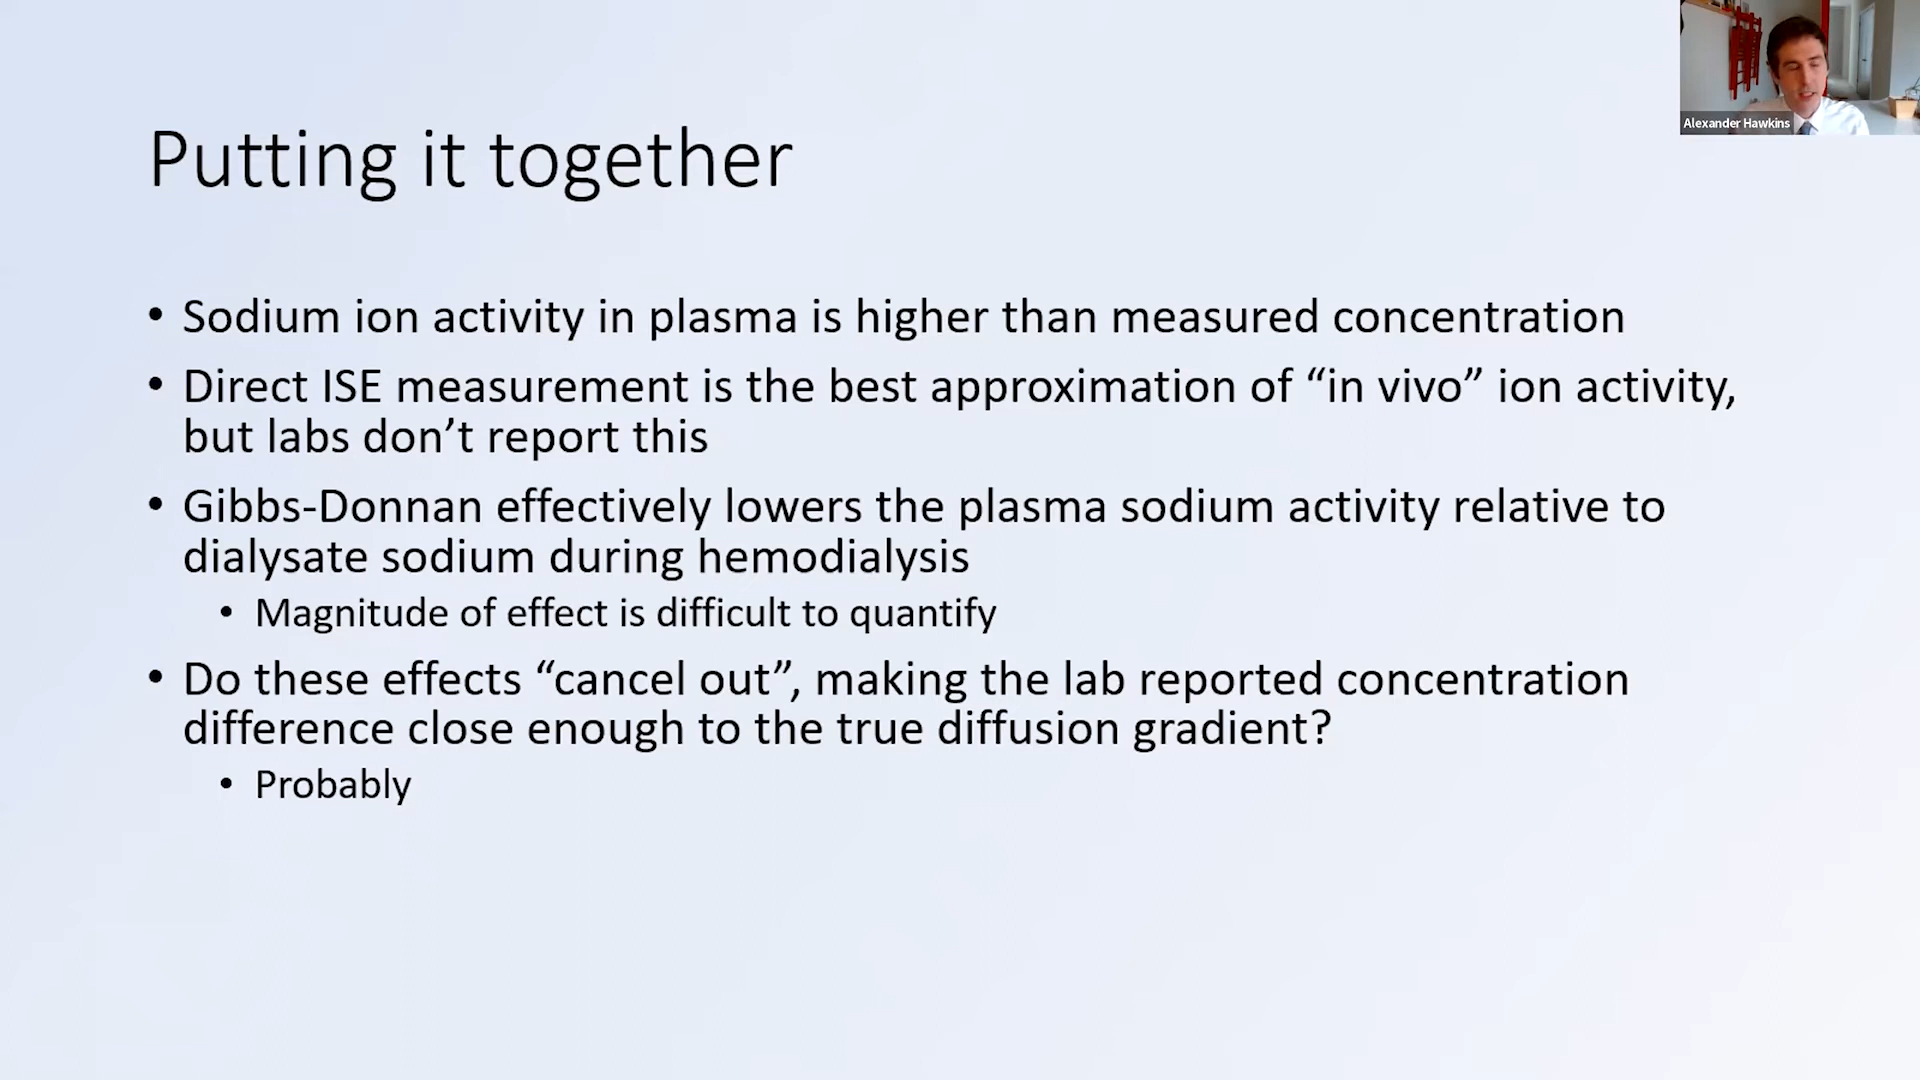 Alexander Hawkins
Putting it together
• Sodium ion activity in plasma is higher than measured concentration
• Direct ISE measurement is the best approximation of “in vivo” ion activity,
but labs don’t report this
• Gibbs-Donnan effectively lowers the plasma sodium activity relative to
dialysate sodium during hemodialysis
• Magnitude of effect is difficult to quantify
• Do these effects “cancel out”, making the lab reported concentration
difference close enough to the true diffusion gradient?
• Probably